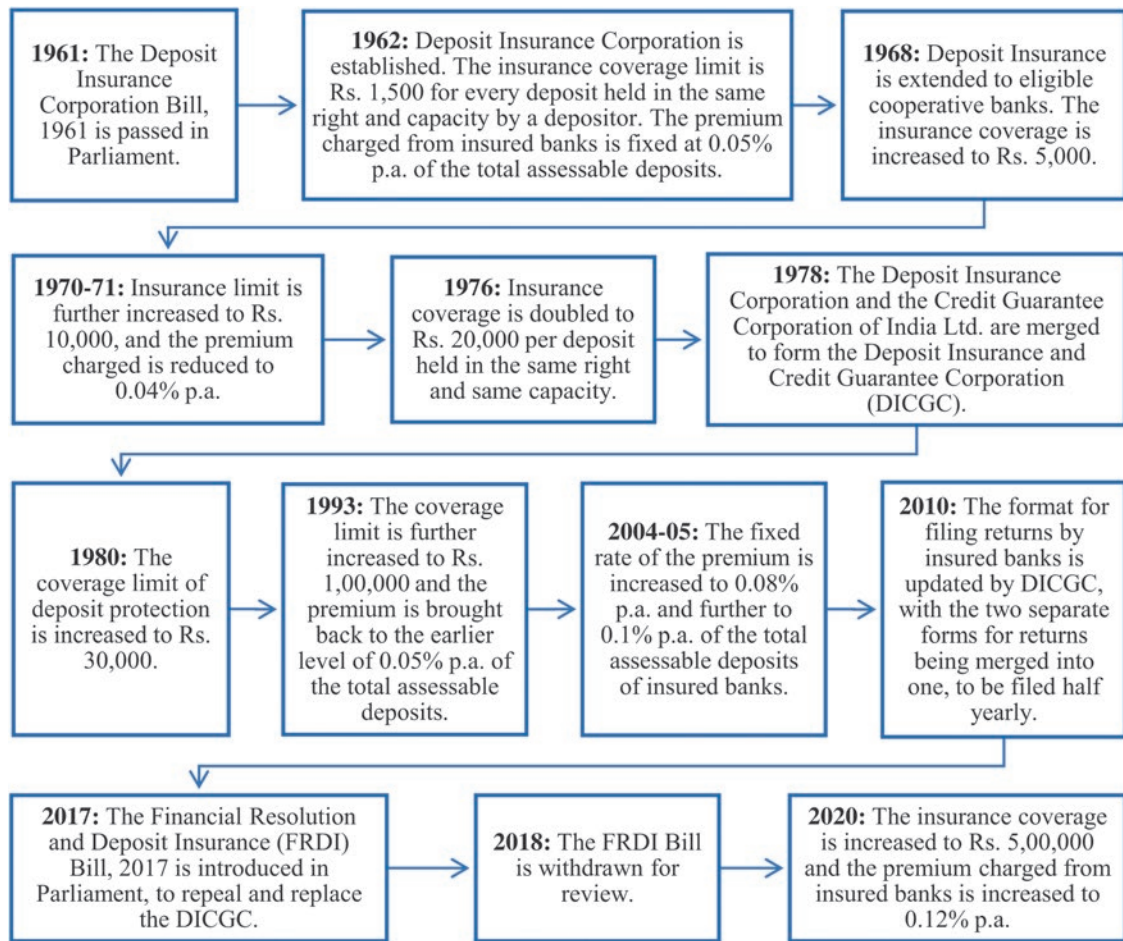 1961: The Deposit
Insurance
Corporation Bill,
1961 is passed in
Parliament.
1962: Deposit Insurance Corporation is
established. The insurance coverage limit is
Rs. 1,500 for every deposit held in the same
right and capacity by a depositor. The premium
charged from insured banks is fixed at 0.05%
p.a. of the total assessable deposits.
1968: Deposit Insurance
is extended to eligible
cooperative banks. The
insurance coverage is
increased to Rs. 5,000.
1970-71: Insurance limit is
further increased to Rs.
10,000, and the premium
charged is reduced to
0.04% p.a.
1976: Insurance
coverage is doubled to
Rs. 20,000 per deposit
held in the same right
and same capacity.
1978: The Deposit Insurance
Corporation and the Credit Guarantee
Corporation of India Ltd. are merged
to form the Deposit Insurance and
Credit Guarantee Corporation
(DICGC).
1980: The
coverage limit of
deposit protection
is increased to Rs.
30,000.
1993: The coverage
limit is further
increased to Rs.
1,00,000 and the
premium is brought
back to the earlier
level of 0.05% p.a. of
the total assessable
deposits.
2004-05: The fixed
rate of the premium is
increased to 0.08%
p.a. and further to
0.1% p.a. of the total
assessable deposits
of insured banks.
2010: The format for
filing returns by
insured banks is
updated by DICGC,
with the two separate
forms for returns
being merged into
one, to be filed half
yearly.
2017: The Financial Resolution
and Deposit Insurance (FRDI)
Bill, 2017 is introduced in
Parliament, to repeal and replace
the DICGC.
2018: The FRDI Bill
is withdrawn for
review.
2020: The insurance coverage
is increased to Rs. 5,00,000
and the premium charged from
insured banks is increased to
0.12% p.a.